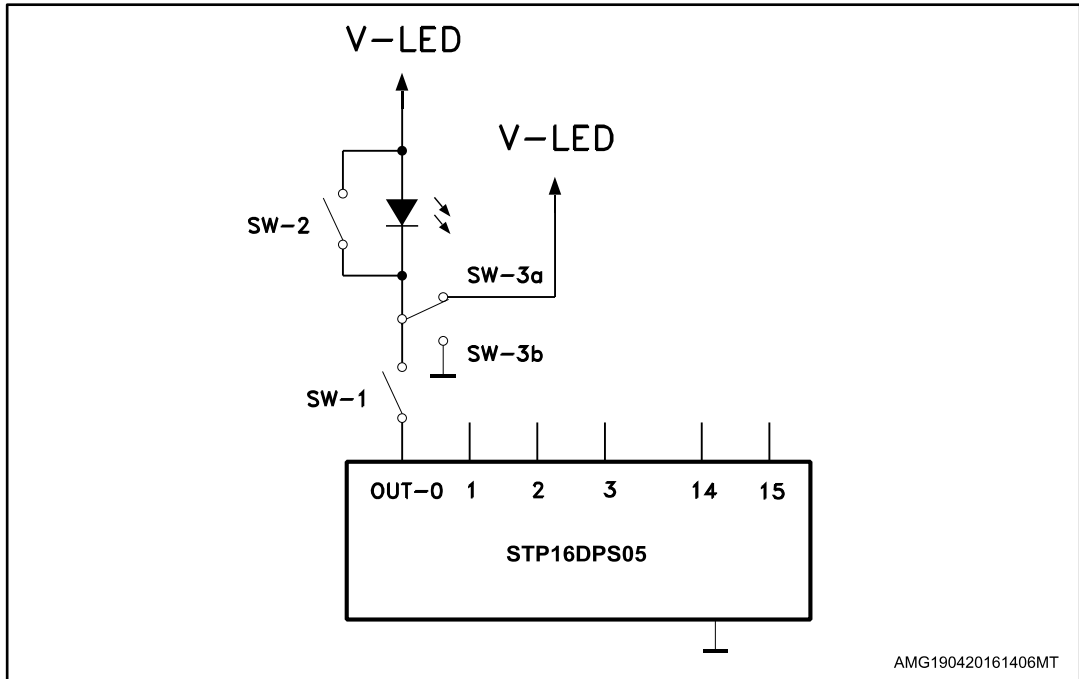 V-LED
V-LED
SW-2
SW-3a
SW-3b
SW-1
OUT-0 1 2 3 14 15
STP16DPS05
AMG190420161406MT